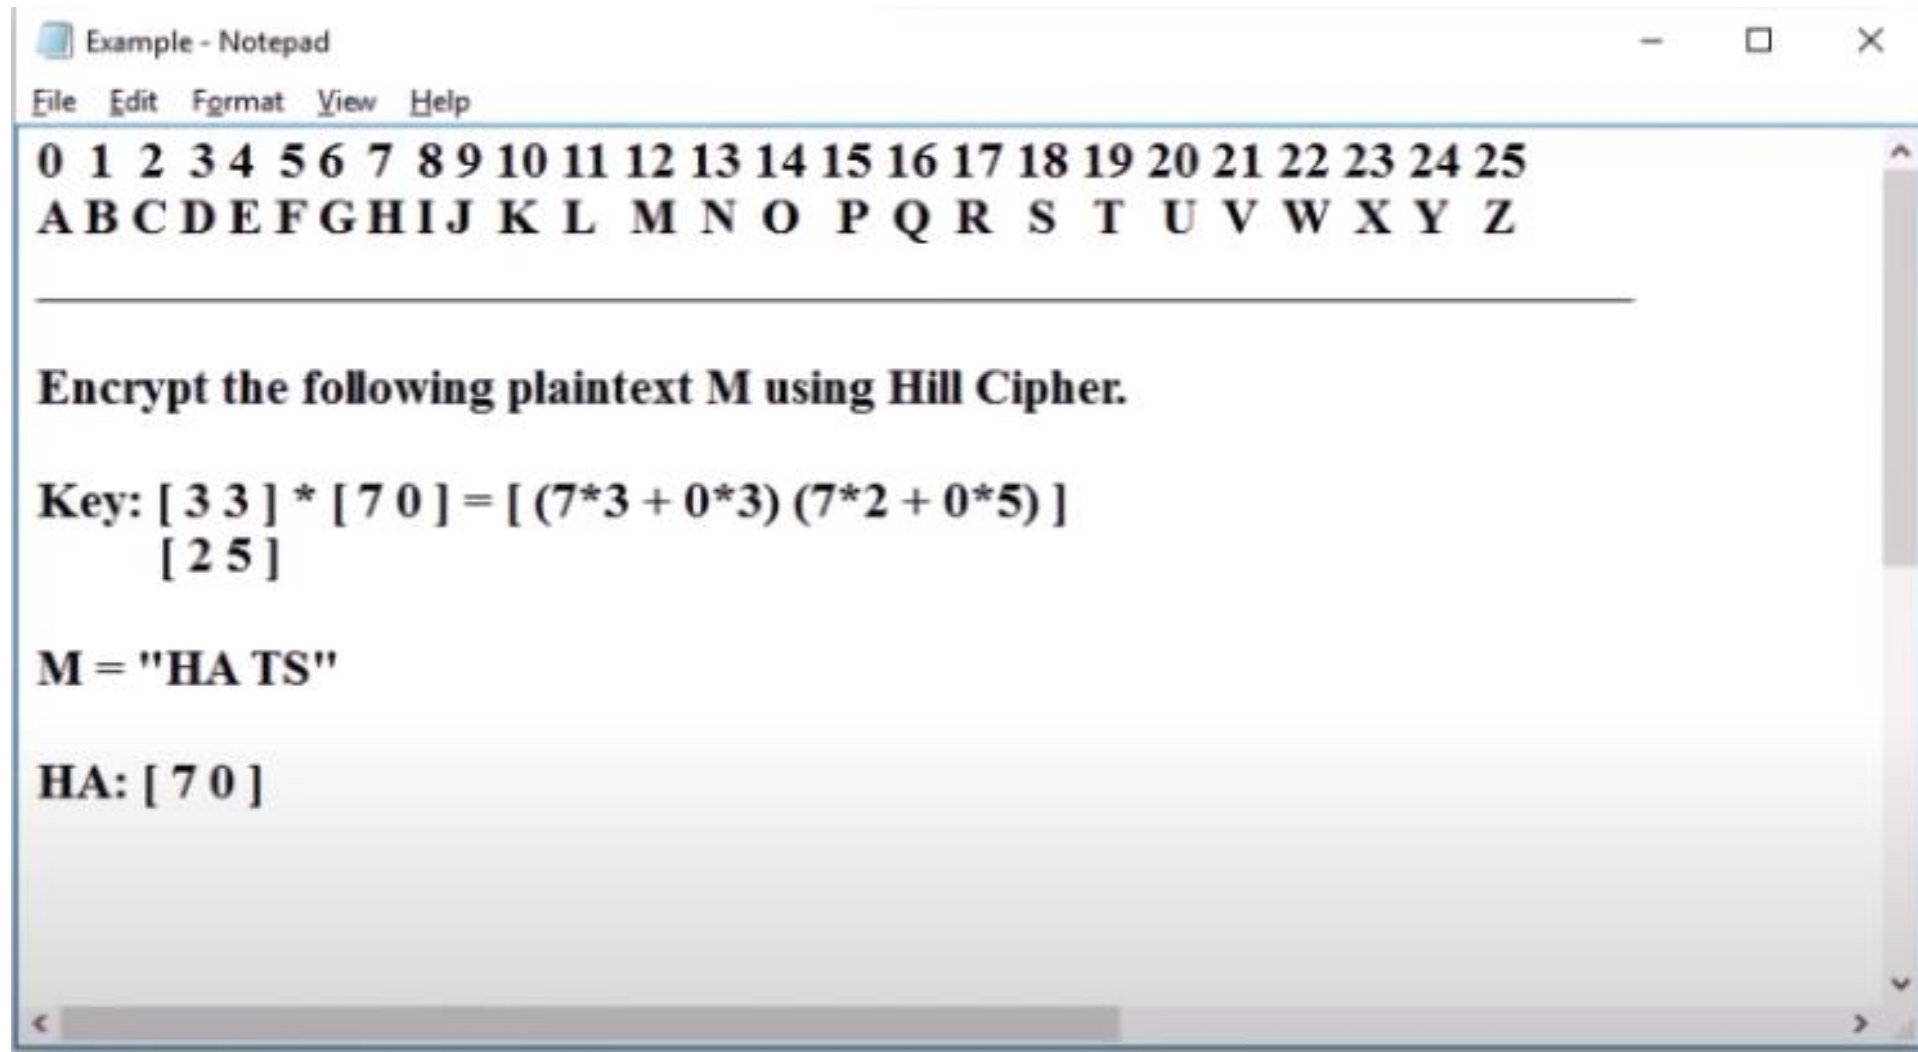 Example - Notepad
File Edit Format View Help
0 1 2 3 4 5 6 7 8 9 10 11 12 13 14 15 16 17 18 19 20 21 22 23 24 25
A B C D E F G H I J K L M N O P Q R S T U V W X Y Z
Encrypt the following plaintext M using Hill Cipher.
Key: [ 3 3 ] * [ 7 0 ] = [ (7*3 + 0*3) (7*2 + 0*5) ]
[ 2 5 ]
M = "HA TS"
HA: [ 7 0 ]